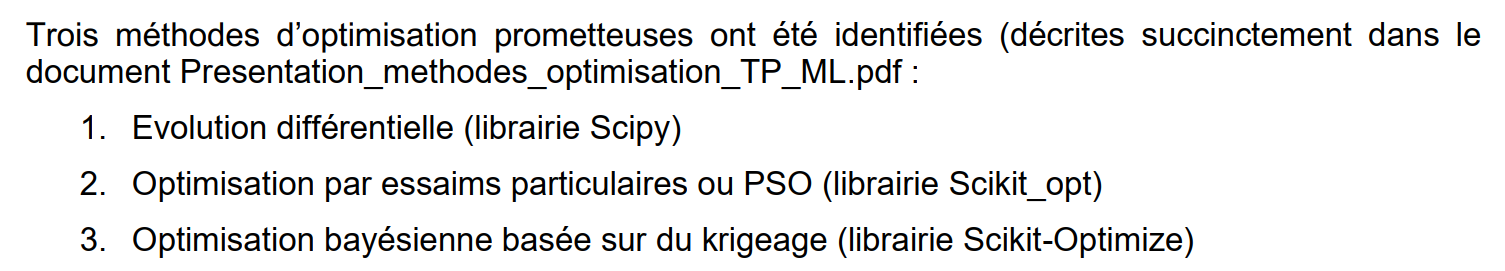 Trois méthodes d’optimisation prometteuses ont été identifiées (décrites succinctement dans le
document Presentation_methodes_optimisation_TP_ML.pdf :
1. Evolution différentielle (librairie Scipy)
2. Optimisation par essaims particulaires ou PSO (librairie Scikit_opt)
3. Optimisation bayésienne basée sur du krigeage (librairie Scikit-Optimize)